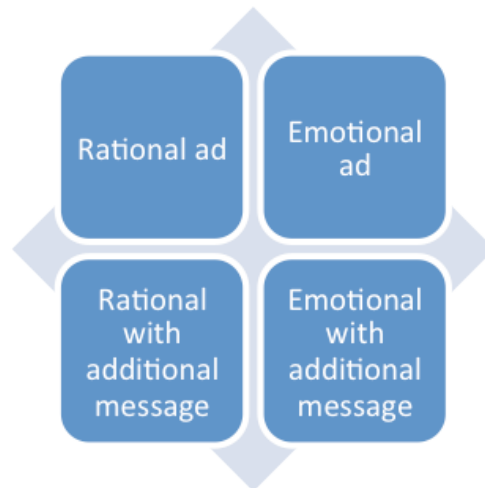 Rational ad
Emotional
ad
Rational
with
additional
message
Emotional
with
additional
message